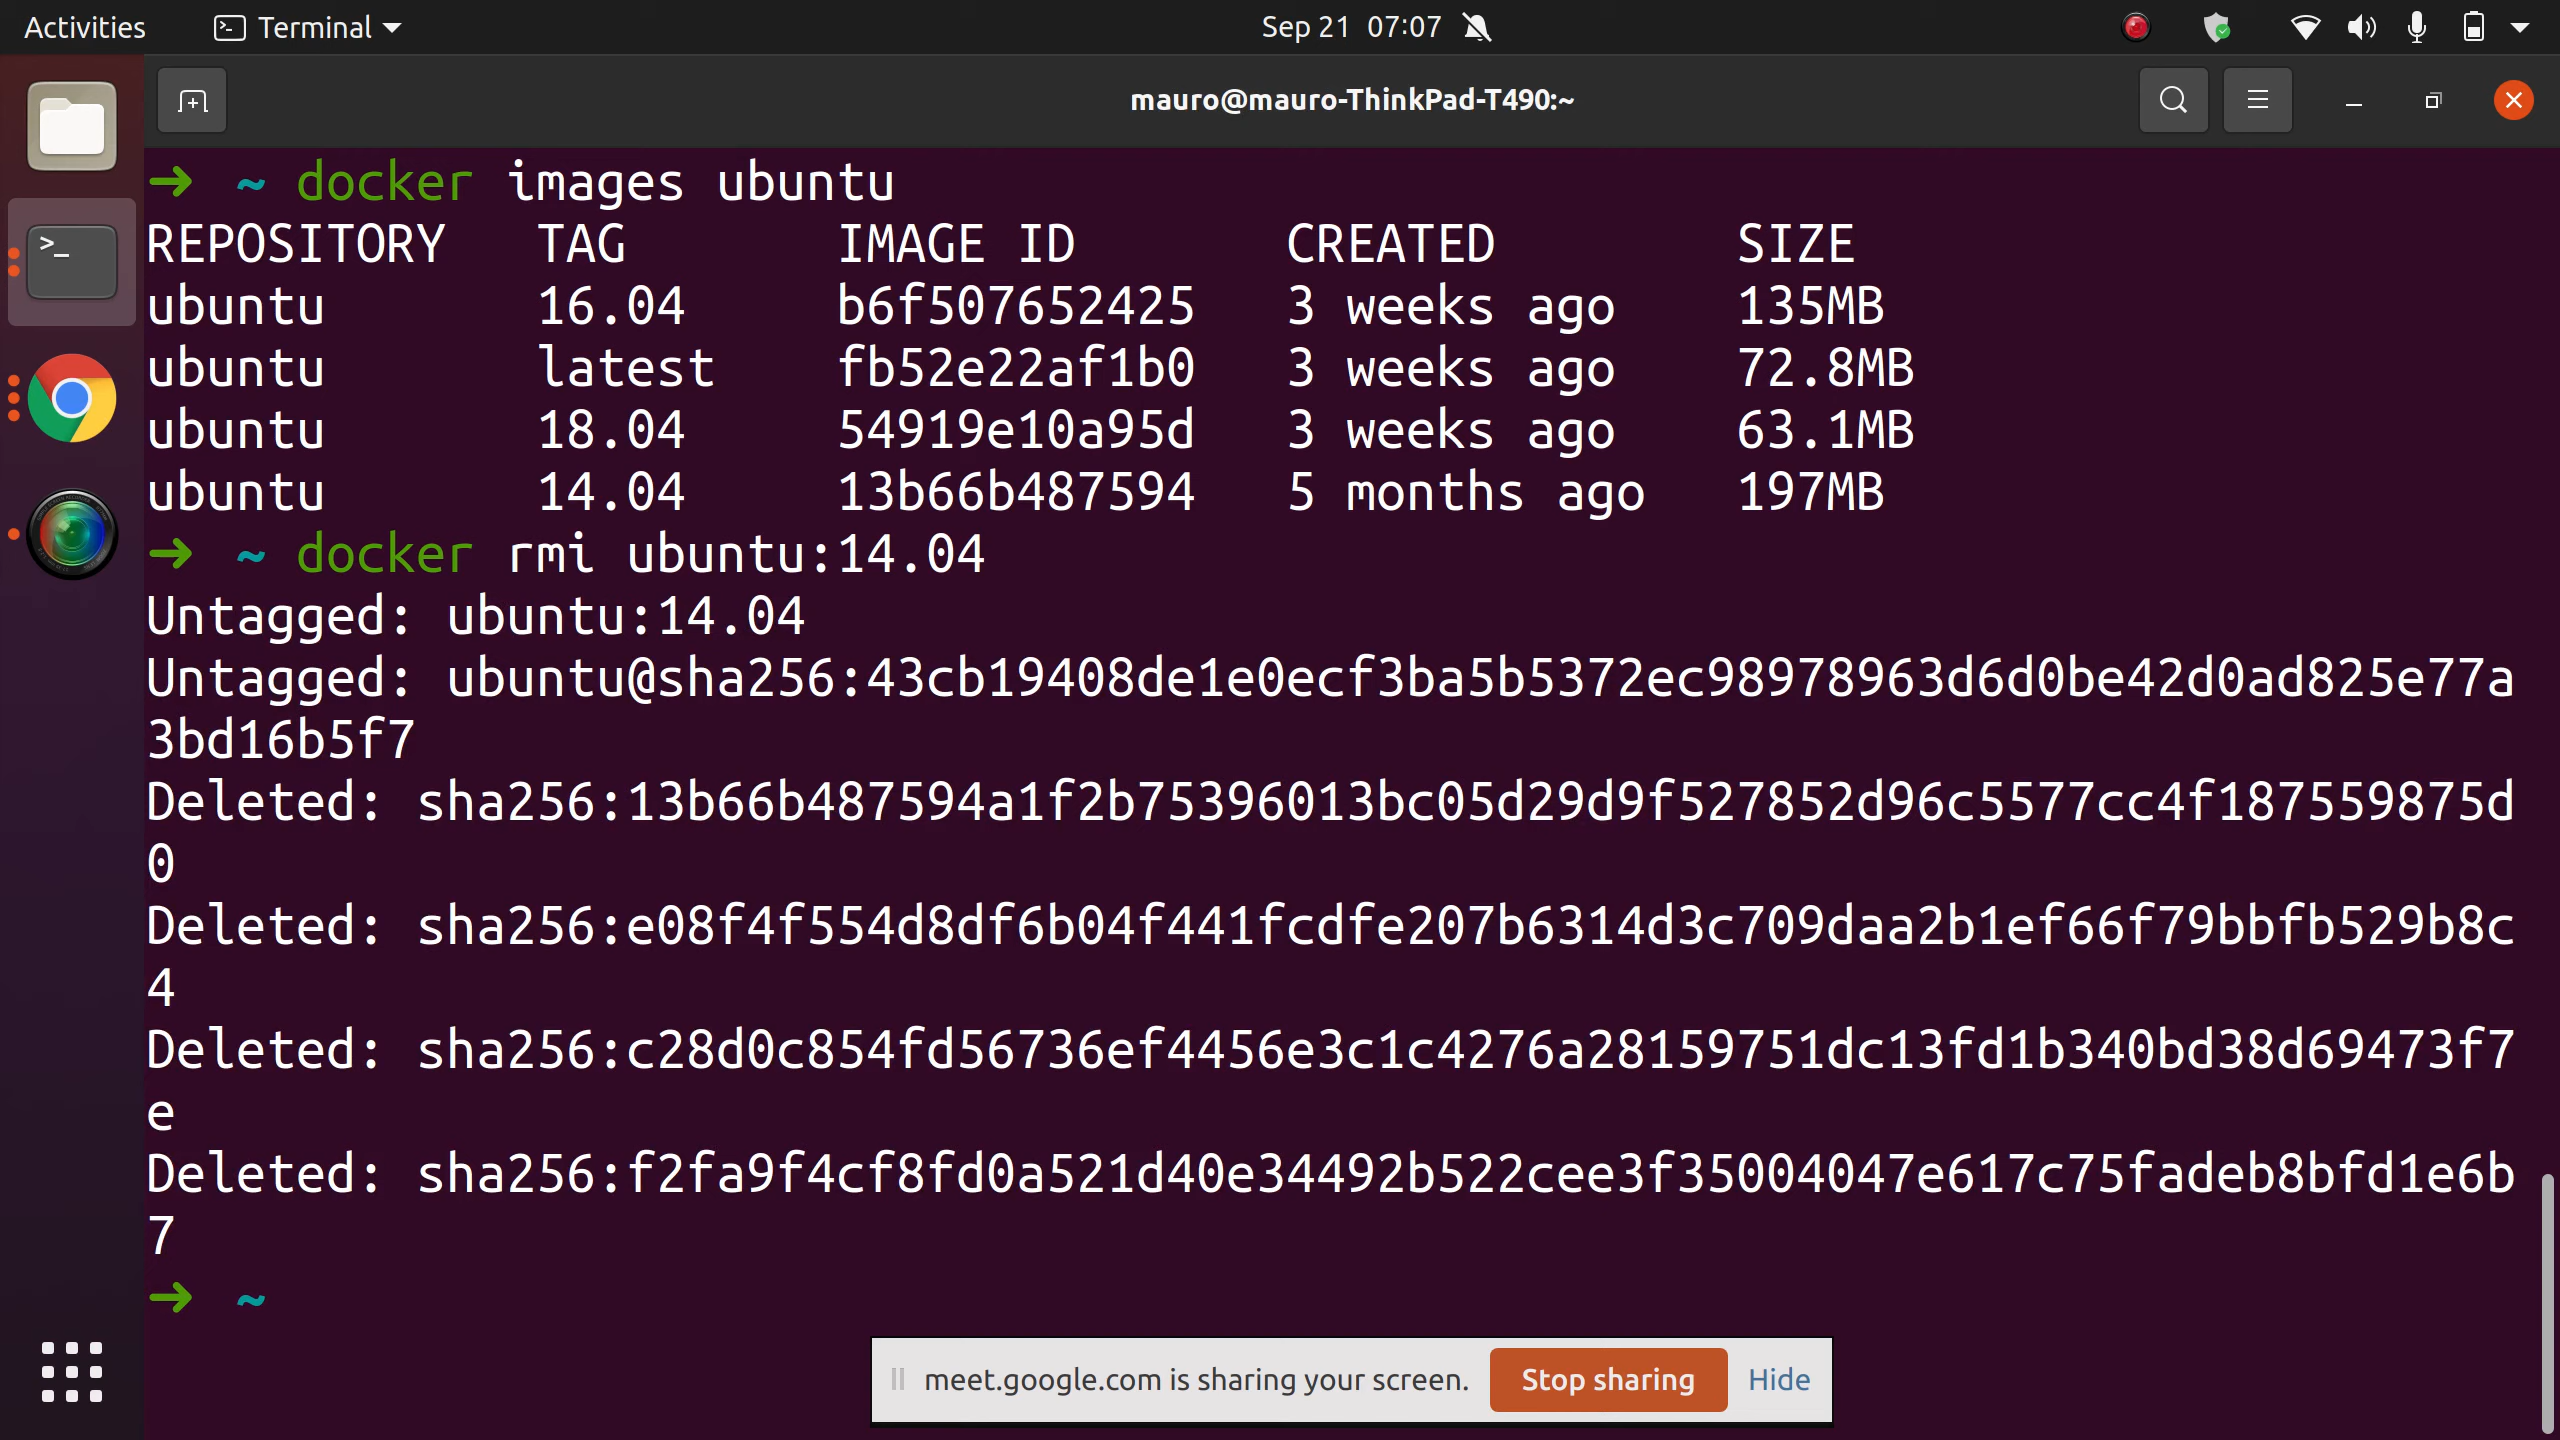 Activities Terminal Sep 21 07:07
mauro@mauro-ThinkPad-T490:~
➜ ~ docker images ubuntu
REPOSITORY TAG IMAGE ID CREATED SIZE
ubuntu 16.04 b6f507652425 3 weeks ago 135MB
ubuntu latest fb52e22af1b0 3 weeks ago 72.8MB
ubuntu 18.04 54919e10a95d 3 weeks ago 63.1MB
ubuntu 14.04 13b66b487594 5 months ago 197MB
➜ ~ docker rmi ubuntu:14.04
Untagged: ubuntu:14.04
Untagged: ubuntu@sha256:43cb19408de1e0ecf3ba5b5372ec98978963d6d0be42d0ad825e77a
3bd16b5f7
Deleted: sha256:13b66b487594a1f2b75396013bc05d29d9f527852d96c5577cc4f187559875d
0
Deleted: sha256:e08f4f554d8df6b04f441fcdfe207b6314d3c709daa2b1ef66f79bbfb529b8c
4
Deleted: sha256:c28d0c854fd56736ef4456e3c1c4276a28159751dc13fd1b340bd38d69473f7
e
Deleted: sha256:f2fa9f4cf8fd0a521d40e34492b522cee3f35004047e617c75fadeb8bfd1e6b
7
➜ ~
meet.google.com is sharing your screen. Stop sharing Hide